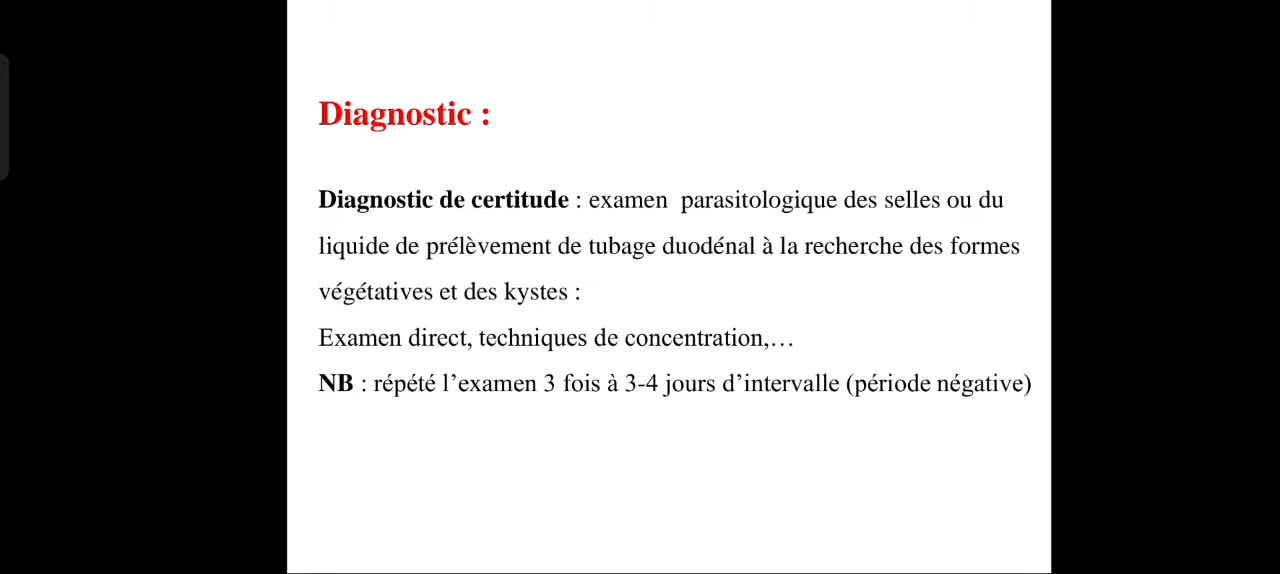 Diagnostic :
Diagnostic de certitude : examen parasitologique des selles ou du
liquide de prélèvement de tubage duodénal à la recherche des formes
végétatives et des kystes :
Examen direct, techniques de concentration,…
NB : répété l’examen 3 fois à 3-4 jours d’intervalle (période négative)